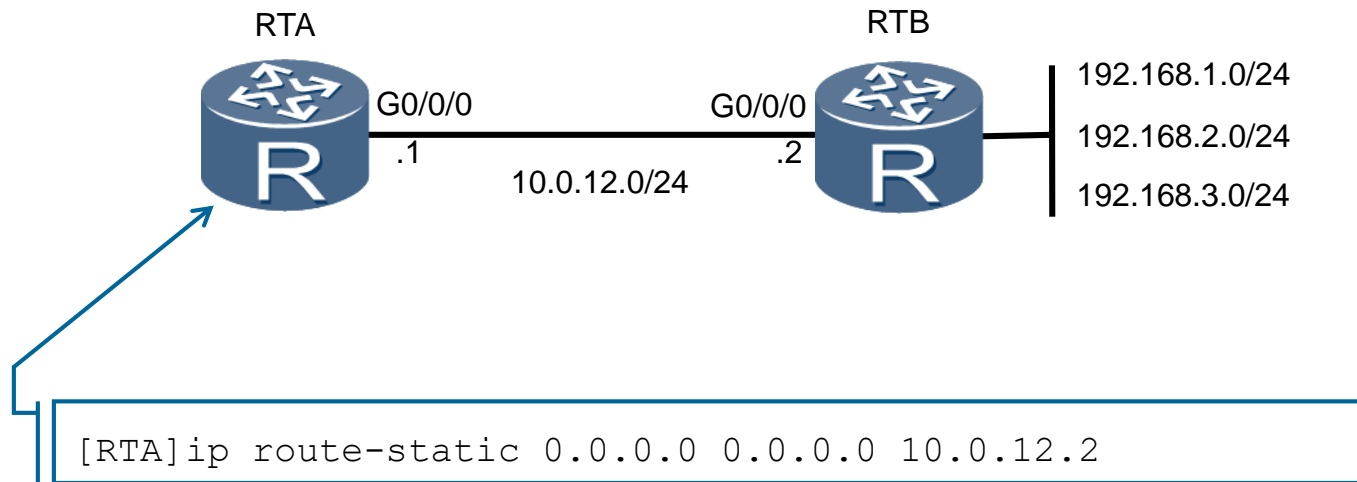 RTA
RTB
G0/0/0
G0/0/0
192.168.1.0/24
.1
.2
192.168.2.0/24
10.0.12.0/24
192.168.3.0/24
R
R
[RTA]ip route-static 0.0.0.0 0.0.0.0 10.0.12.2